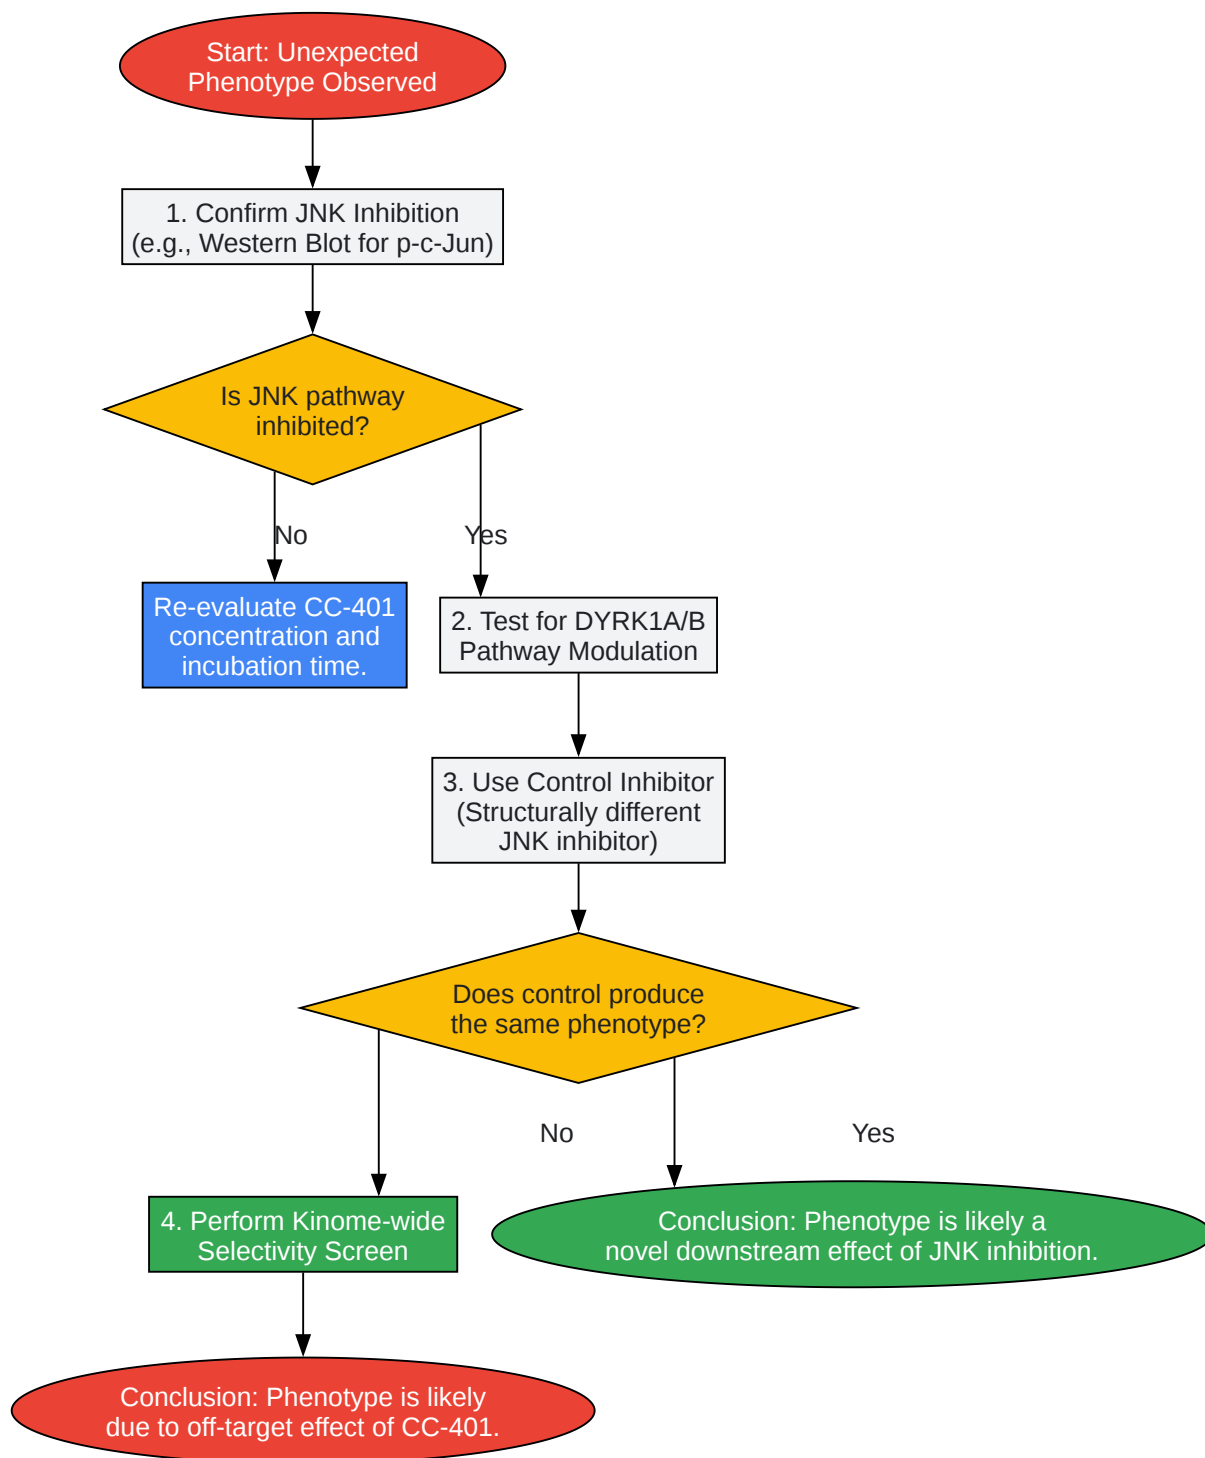 Start: Unexpected
Phenotype Observed
1. Confirm JNK Inhibition
(e.g., Western Blot for p-c-Jun)
Is JNK pathway
inhibited?
No
Yes
Re-evaluate CC-401
concentration and
incubation time.
2. Test for DYRK1A/B
Pathway Modulation
3. Use Control Inhibitor
(Structurally different
JNK inhibitor)
Does control produce
the same phenotype?
No
Yes
4. Perform Kinome-wide
Selectivity Screen
Conclusion: Phenotype is likely a
novel downstream effect of JNK inhibition.
Conclusion: Phenotype is likely
due to off-target effect of CC-401.